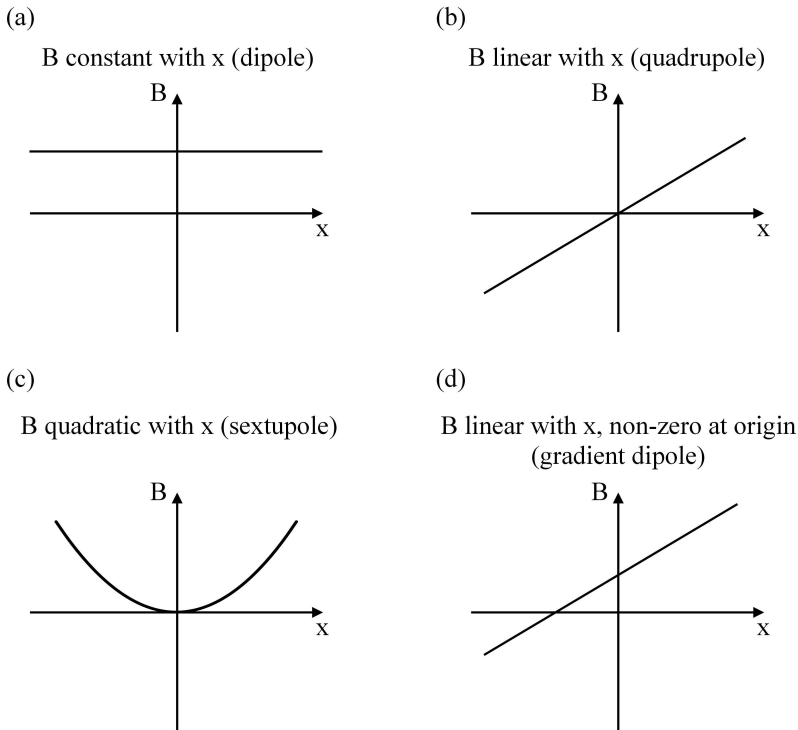 (a)
B constant with x (dipole)
B
x
(b)
B linear with x (quadrupole)
B
x
(c)
B quadratic with x (sextupole)
B
x
(d)
B linear with x, non-zero at origin
(gradient dipole)
B
x